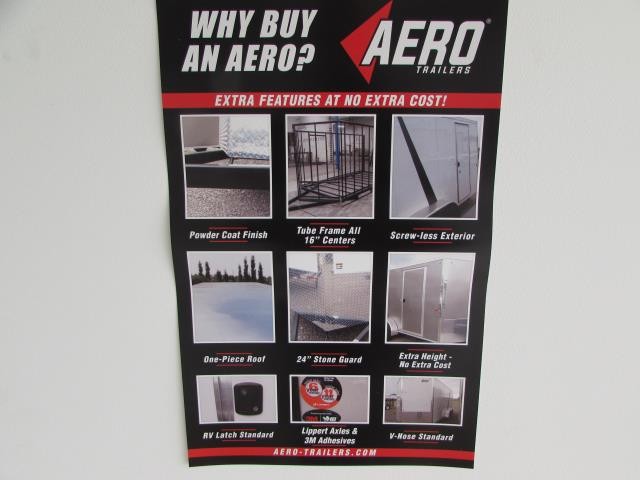 WHY BUY
AN AERO?
AERO®
TRAILERS
EXTRA FEATURES AT NO EXTRA COST!
Powder Coat Finish
Tube Frame All
16" Centers
Screw-less Exterior
One-Piece Roof
24" Stone Guard
Extra Height -
No Extra Cost
RV Latch Standard
Lippert Axles &
3M Adhesives
V-Nose Standard
AERO-TRAILERS.COM